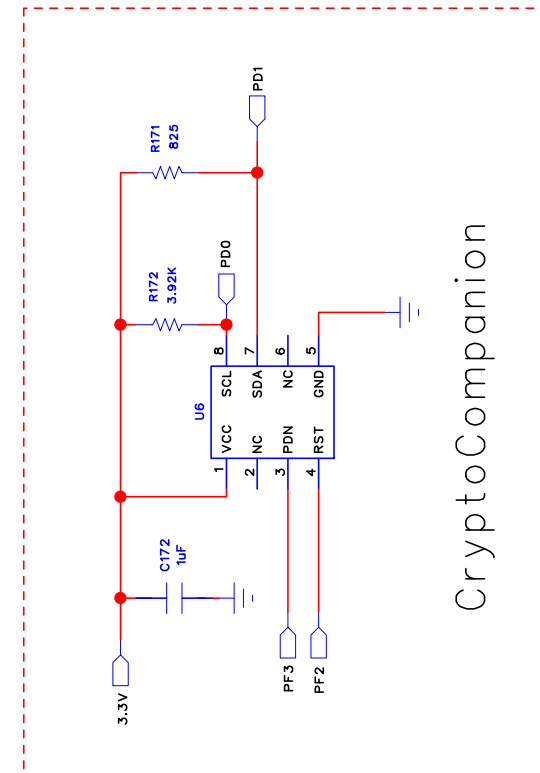 PD1
R171
825
PD0
R172
3.92K
8
7
6
5
SCL
SDA
NC
GND
U6
VCC
NC
PDN
RST
1
2
3
4
C172
1uF
3.3V
PF3
PF2
CryptoCompanion